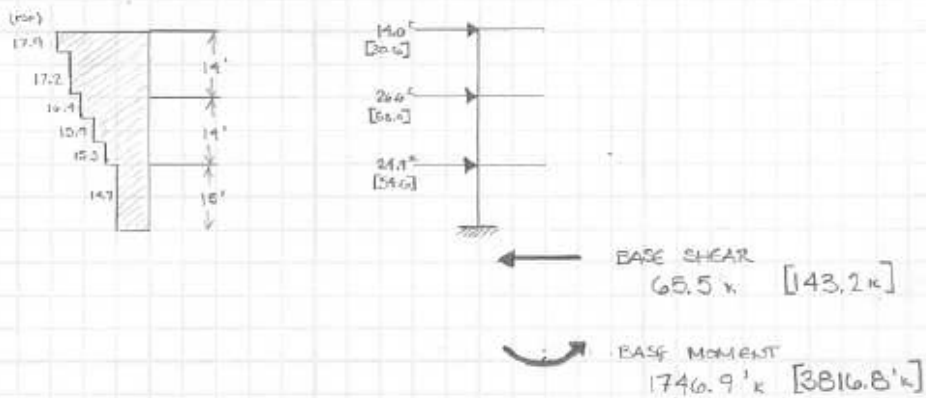 (PSF)
17.9
17.2
16.4
15.9
15.3
14.7
14'
14'
15'
14.0ᵏ
[30.6]
26.6ᵏ
[58.0]
24.9ᵏ
[54.6]
BASE SHEAR
65.5 k [143.2 k]
BASE MOMENT
1746.9 'k [3816.8 'k]